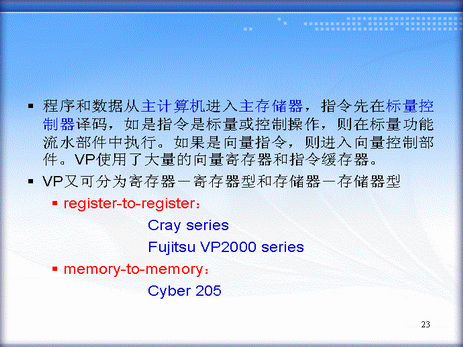 ▪ 程序和数据从主计算机进入主存储器，指令先在标量控
制器译码，如是指令是标量或控制操作，则在标量功能
流水部件中执行。如果是向量指令，则进入向量控制部
件。VP使用了大量的向量寄存器和指令缓存器。
▪ VP又可分为寄存器－寄存器型和存储器－存储器型
▪ register-to-register：
Cray series
Fujitsu VP2000 series
▪ memory-to-memory：
Cyber 205
23